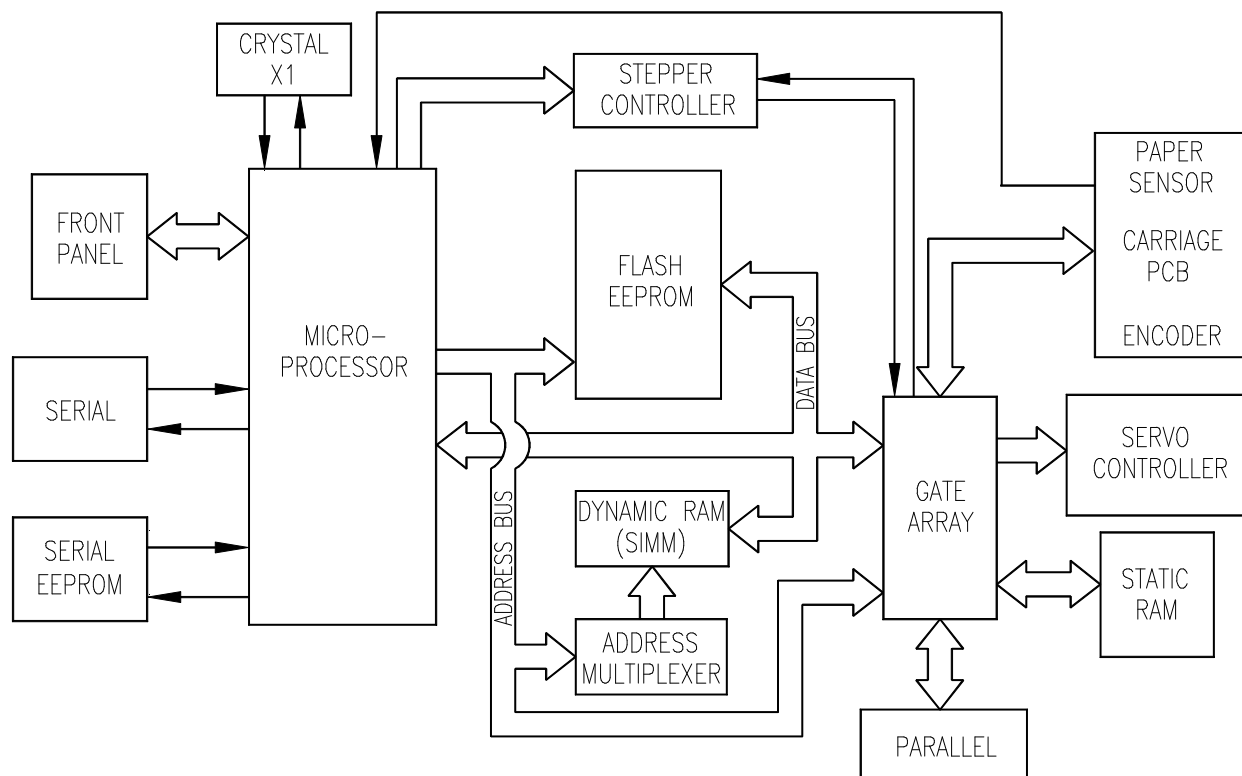 CRYSTAL
X1
STEPPER
CONTROLLER
PAPER
SENSOR
CARRIAGE
PCB
ENCODER
FRONT
PANEL
FLASH
EEPROM
MICRO-
PROCESSOR
DATA BUS
SERIAL
SERVO
CONTROLLER
GATE
ARRAY
DYNAMIC RAM
(SIMM)
ADDRESS BUS
SERIAL
EEPROM
STATIC
RAM
ADDRESS
MULTIPLEXER
PARALLEL